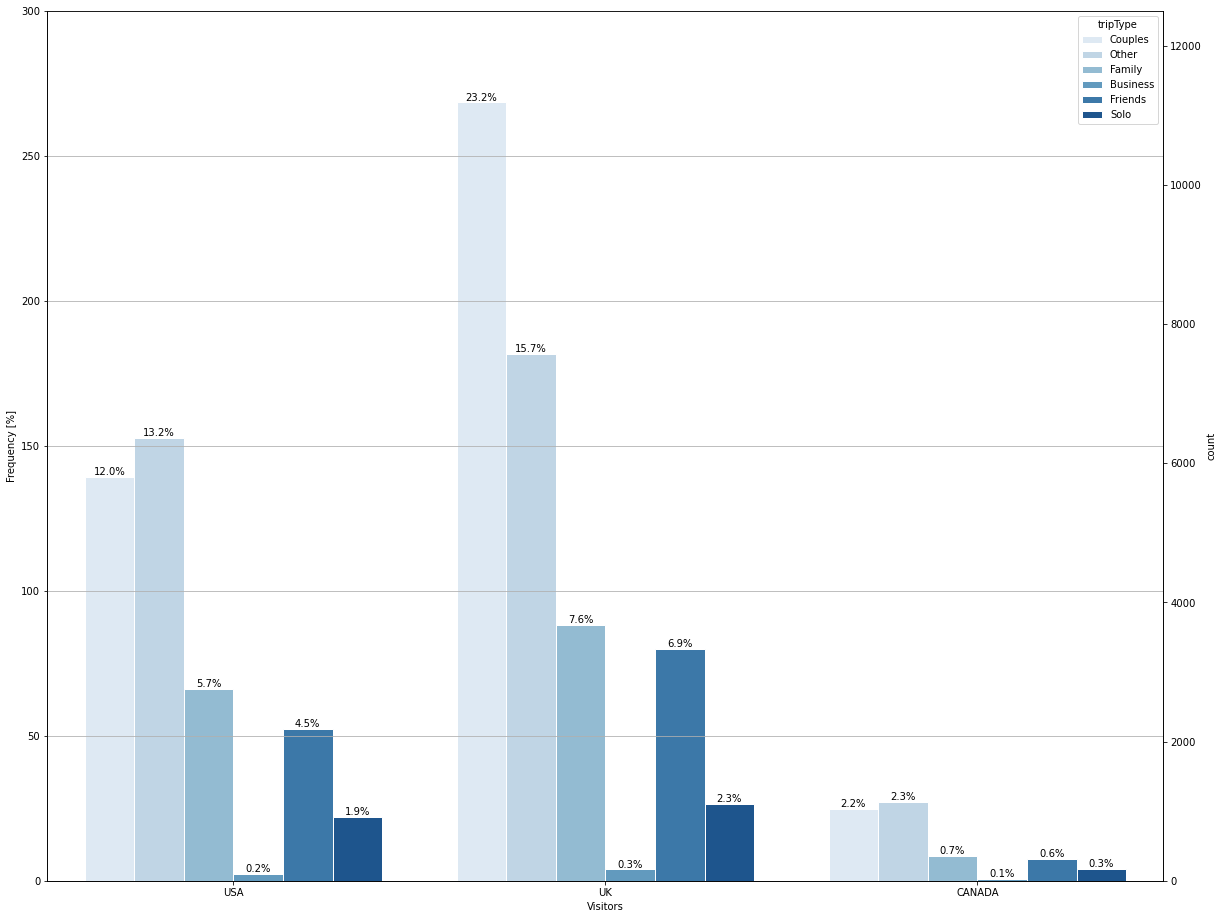 300
250
200
150
100
50
0
Frequency [%]
12.0%
13.2%
5.7%
0.2%
4.5%
1.9%
23.2%
15.7%
7.6%
0.3%
6.9%
2.3%
2.2%
2.3%
0.7%
0.1%
0.6%
0.3%
USA
UK
CANADA
Visitors
tripType
Couples
Other
Family
Business
Friends
Solo
12000
10000
8000
6000
4000
2000
0
count